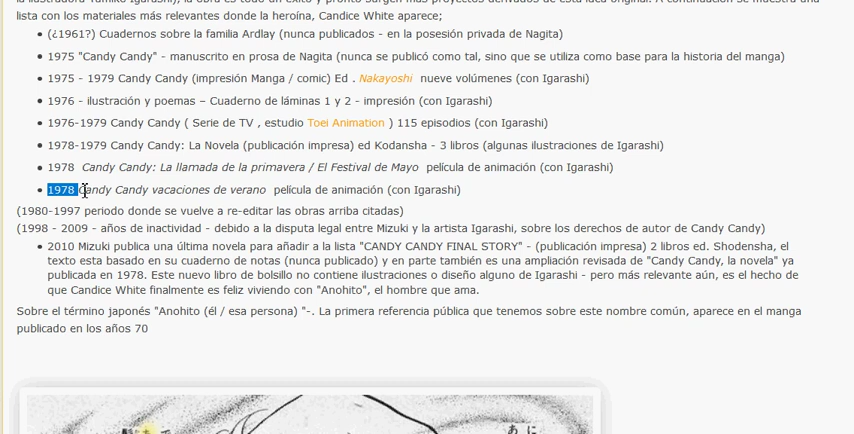 lista con los materiales más relevantes donde la heroína, Candice White aparece;
• (¿1961?) Cuadernos sobre la familia Ardlay (nunca publicados - en la posesión privada de Nagita)
• 1975 "Candy Candy" - manuscrito en prosa de Nagita (nunca se publicó como tal, sino que se utiliza como base para la historia del manga)
• 1975 - 1979 Candy Candy (impresión Manga / comic) Ed . Nakayoshi nueve volúmenes (con Igarashi)
• 1976 - ilustración y poemas – Cuaderno de láminas 1 y 2 - impresión (con Igarashi)
• 1976-1979 Candy Candy ( Serie de TV , estudio Toei Animation ) 115 episodios (con Igarashi)
• 1978-1979 Candy Candy: La Novela (publicación impresa) ed Kodansha - 3 libros (algunas ilustraciones de Igarashi)
• 1978 Candy Candy: La llamada de la primavera / El Festival de Mayo película de animación (con Igarashi)
• 1978 Candy Candy vacaciones de verano película de animación (con Igarashi)
(1980-1997 periodo donde se vuelve a re-editar las obras arriba citadas)
(1998 - 2009 - años de inactividad - debido a la disputa legal entre Mizuki y la artista Igarashi, sobre los derechos de autor de Candy Candy)
• 2010 Mizuki publica una última novela para añadir a la lista "CANDY CANDY FINAL STORY" - (publicación impresa) 2 libros ed. Shodensha, el
texto esta basado en su cuaderno de notas (nunca publicado) y en parte también es una ampliación revisada de "Candy Candy, la novela" ya
publicada en 1978. Este nuevo libro de bolsillo no contiene ilustraciones o diseño alguno de Igarashi - pero más relevante aún, es el hecho de
que Candice White finalmente es feliz viviendo con "Anohito", el hombre que ama.
Sobre el término japonés "Anohito (él / esa persona) "-. La primera referencia pública que tenemos sobre este nombre común, aparece en el manga
publicado en los años 70